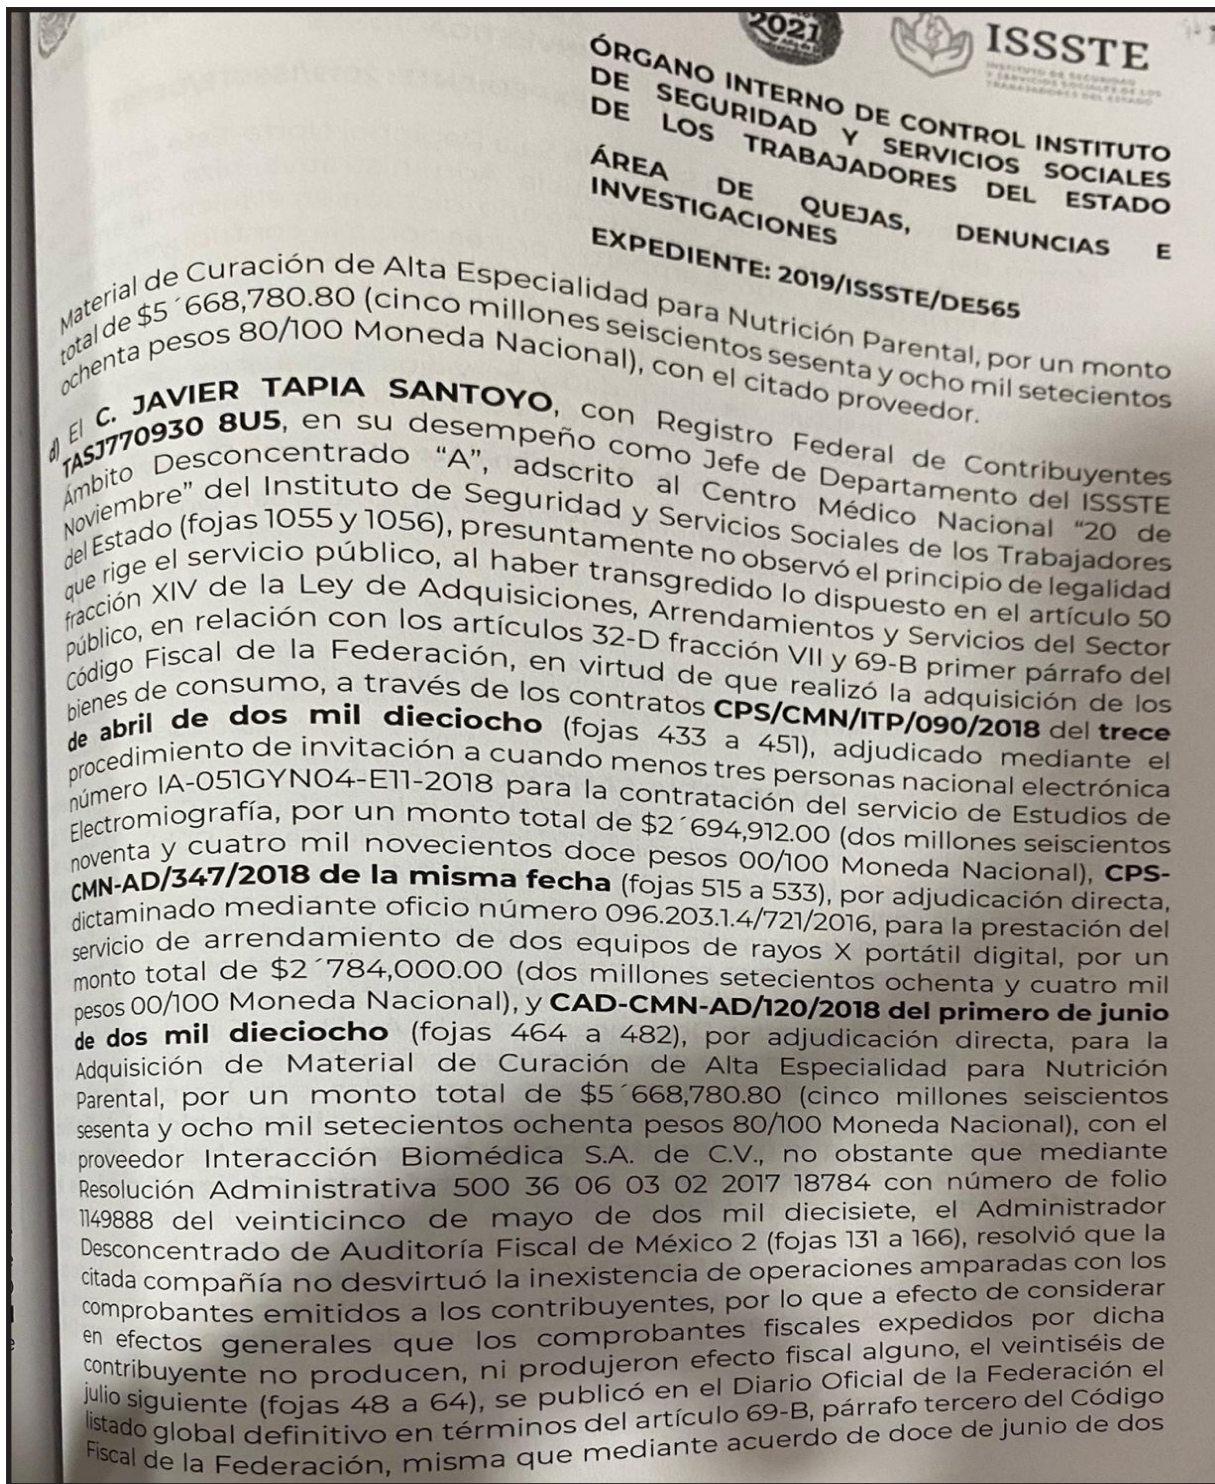 2021
ISSSTE
INSTITUTO DE SEGURIDAD
Y SERVICIOS SOCIALES DE LOS
TRABAJADORES DEL ESTADO
ÓRGANO INTERNO DE CONTROL INSTITUTO
DE SEGURIDAD Y SERVICIOS SOCIALES
DE LOS TRABAJADORES DEL ESTADO
ÁREA DE QUEJAS, DENUNCIAS E
INVESTIGACIONES
EXPEDIENTE: 2019/ISSSTE/DE565
Material de Curación de Alta Especialidad para Nutrición Parental, por un monto
total de $5´668,780.80 (cinco millones seiscientos sesenta y ocho mil setecientos
ochenta pesos 80/100 Moneda Nacional), con el citado proveedor.
d) El C. JAVIER TAPIA SANTOYO, con Registro Federal de Contribuyentes
TASJ770930 8U5, en su desempeño como Jefe de Departamento del ISSSTE
Ámbito Desconcentrado “A”, adscrito al Centro Médico Nacional “20 de
Noviembre” del Instituto de Seguridad y Servicios Sociales de los Trabajadores
del Estado (fojas 1055 y 1056), presuntamente no observó el principio de legalidad
que rige el servicio público, al haber transgredido lo dispuesto en el artículo 50
fracción XIV de la Ley de Adquisiciones, Arrendamientos y Servicios del Sector
Público, en relación con los artículos 32-D fracción VII y 69-B primer párrafo del
Código Fiscal de la Federación, en virtud de que realizó la adquisición de los
bienes de consumo, a través de los contratos CPS/CMN/ITP/090/2018 del trece
de abril de dos mil dieciocho (fojas 433 a 451), adjudicado mediante el
procedimiento de invitación a cuando menos tres personas nacional electrónica
número IA-051GYN04-E11-2018 para la contratación del servicio de Estudios de
Electromiografía, por un monto total de $2´694,912.00 (dos millones seiscientos
noventa y cuatro mil novecientos doce pesos 00/100 Moneda Nacional), CPS-
CMN-AD/347/2018 de la misma fecha (fojas 515 a 533), por adjudicación directa,
dictaminado mediante oficio número 096.203.1.4/721/2016, para la prestación del
servicio de arrendamiento de dos equipos de rayos X portátil digital, por un
monto total de $2´784,000.00 (dos millones setecientos ochenta y cuatro mil
pesos 00/100 Moneda Nacional), y CAD-CMN-AD/120/2018 del primero de junio
de dos mil dieciocho (fojas 464 a 482), por adjudicación directa, para la
Adquisición de Material de Curación de Alta Especialidad para Nutrición
Parental, por un monto total de $5´668,780.80 (cinco millones seiscientos
sesenta y ocho mil setecientos ochenta pesos 80/100 Moneda Nacional), con el
proveedor Interacción Biomédica S.A. de C.V., no obstante que mediante
Resolución Administrativa 500 36 06 03 02 2017 18784 con número de folio
1149888 del veinticinco de mayo de dos mil diecisiete, el Administrador
Desconcentrado de Auditoría Fiscal de México 2 (fojas 131 a 166), resolvió que la
citada compañía no desvirtuó la inexistencia de operaciones amparadas con los
comprobantes emitidos a los contribuyentes, por lo que a efecto de considerar
en efectos generales que los comprobantes fiscales expedidos por dicha
contribuyente no producen, ni produjeron efecto fiscal alguno, el veintiséis de
julio siguiente (fojas 48 a 64), se publicó en el Diario Oficial de la Federación el
listado global definitivo en términos del artículo 69-B, párrafo tercero del Código
Fiscal de la Federación, misma que mediante acuerdo de doce de junio de dos